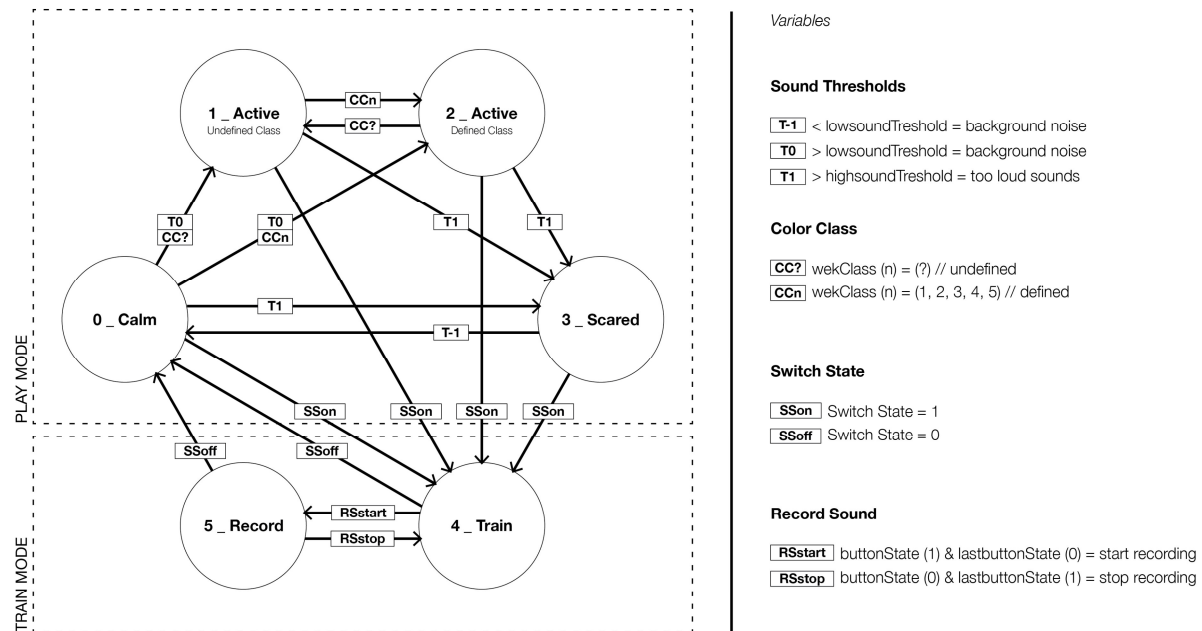 PLAY MODE
1 _ Active
Undefined Class
CCn
CC?
2 _ Active
Defined Class
T0
CC?
T0
CCn
T1
T1
0 _ Calm
T1
T-1
3 _ Scared
SSon
SSon
SSon
SSon
TRAIN MODE
SSoff
SSoff
5 _ Record
RSstart
RSstop
4 _ Train
Variables
Sound Thresholds
T-1 < lowsoundTreshold = background noise
T0 > lowsoundTreshold = background noise
T1 > highsoundTreshold = too loud sounds
Color Class
CC? wekClass (n) = (?) // undefined
CCn wekClass (n) = (1, 2, 3, 4, 5) // defined
Switch State
SSon Switch State = 1
SSoff Switch State = 0
Record Sound
RSstart buttonState (1) & lastbuttonState (0) = start recording
RSstop buttonState (0) & lastbuttonState (1) = stop recording